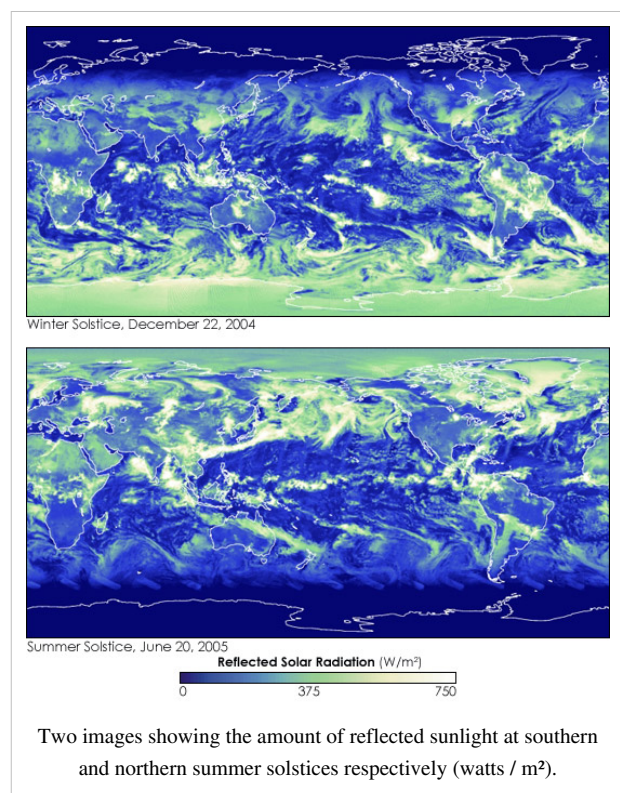 Winter Solstice, December 22, 2004
Summer Solstice, June 20, 2005
Reflected Solar Radiation (W/m²)
0 375 750
Two images showing the amount of reflected sunlight at southern
and northern summer solstices respectively (watts / m²).